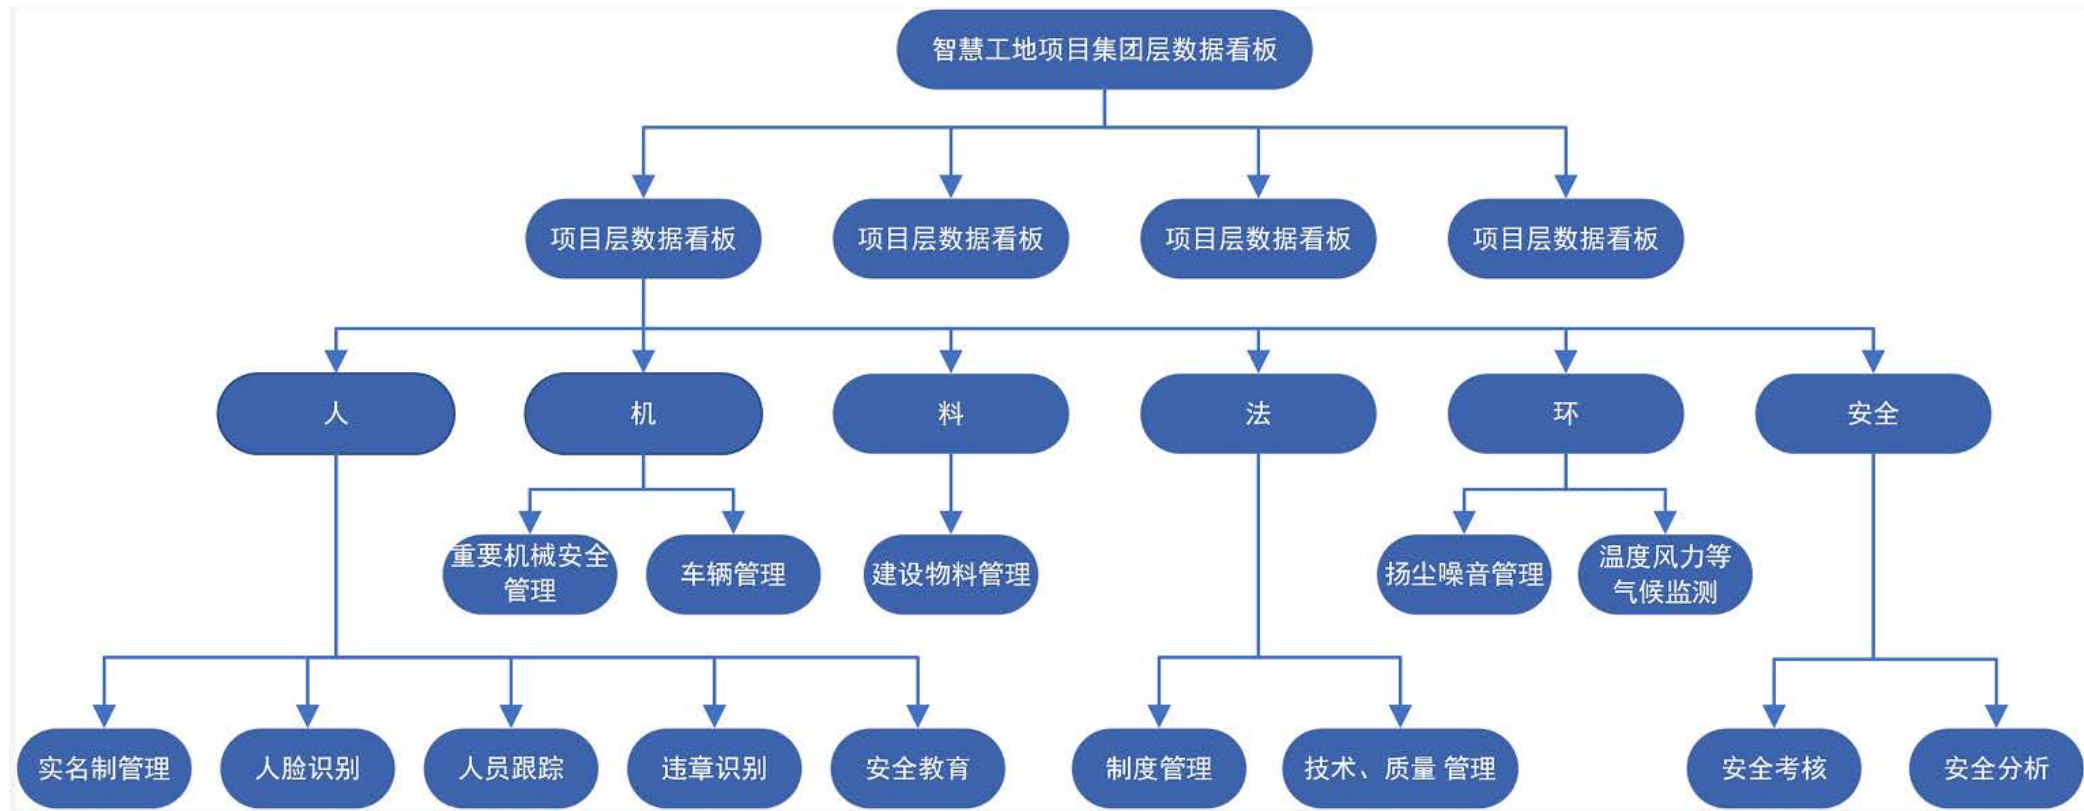 智慧工地项目集团层数据看板
项目层数据看板
项目层数据看板
项目层数据看板
项目层数据看板
人
机
料
法
环
安全
重要机械安全
管理
车辆管理
建设物料管理
扬尘噪音管理
温度风力等
气候监测
实名制管理
人脸识别
人员跟踪
违章识别
安全教育
制度管理
技术、质量 管理
安全考核
安全分析